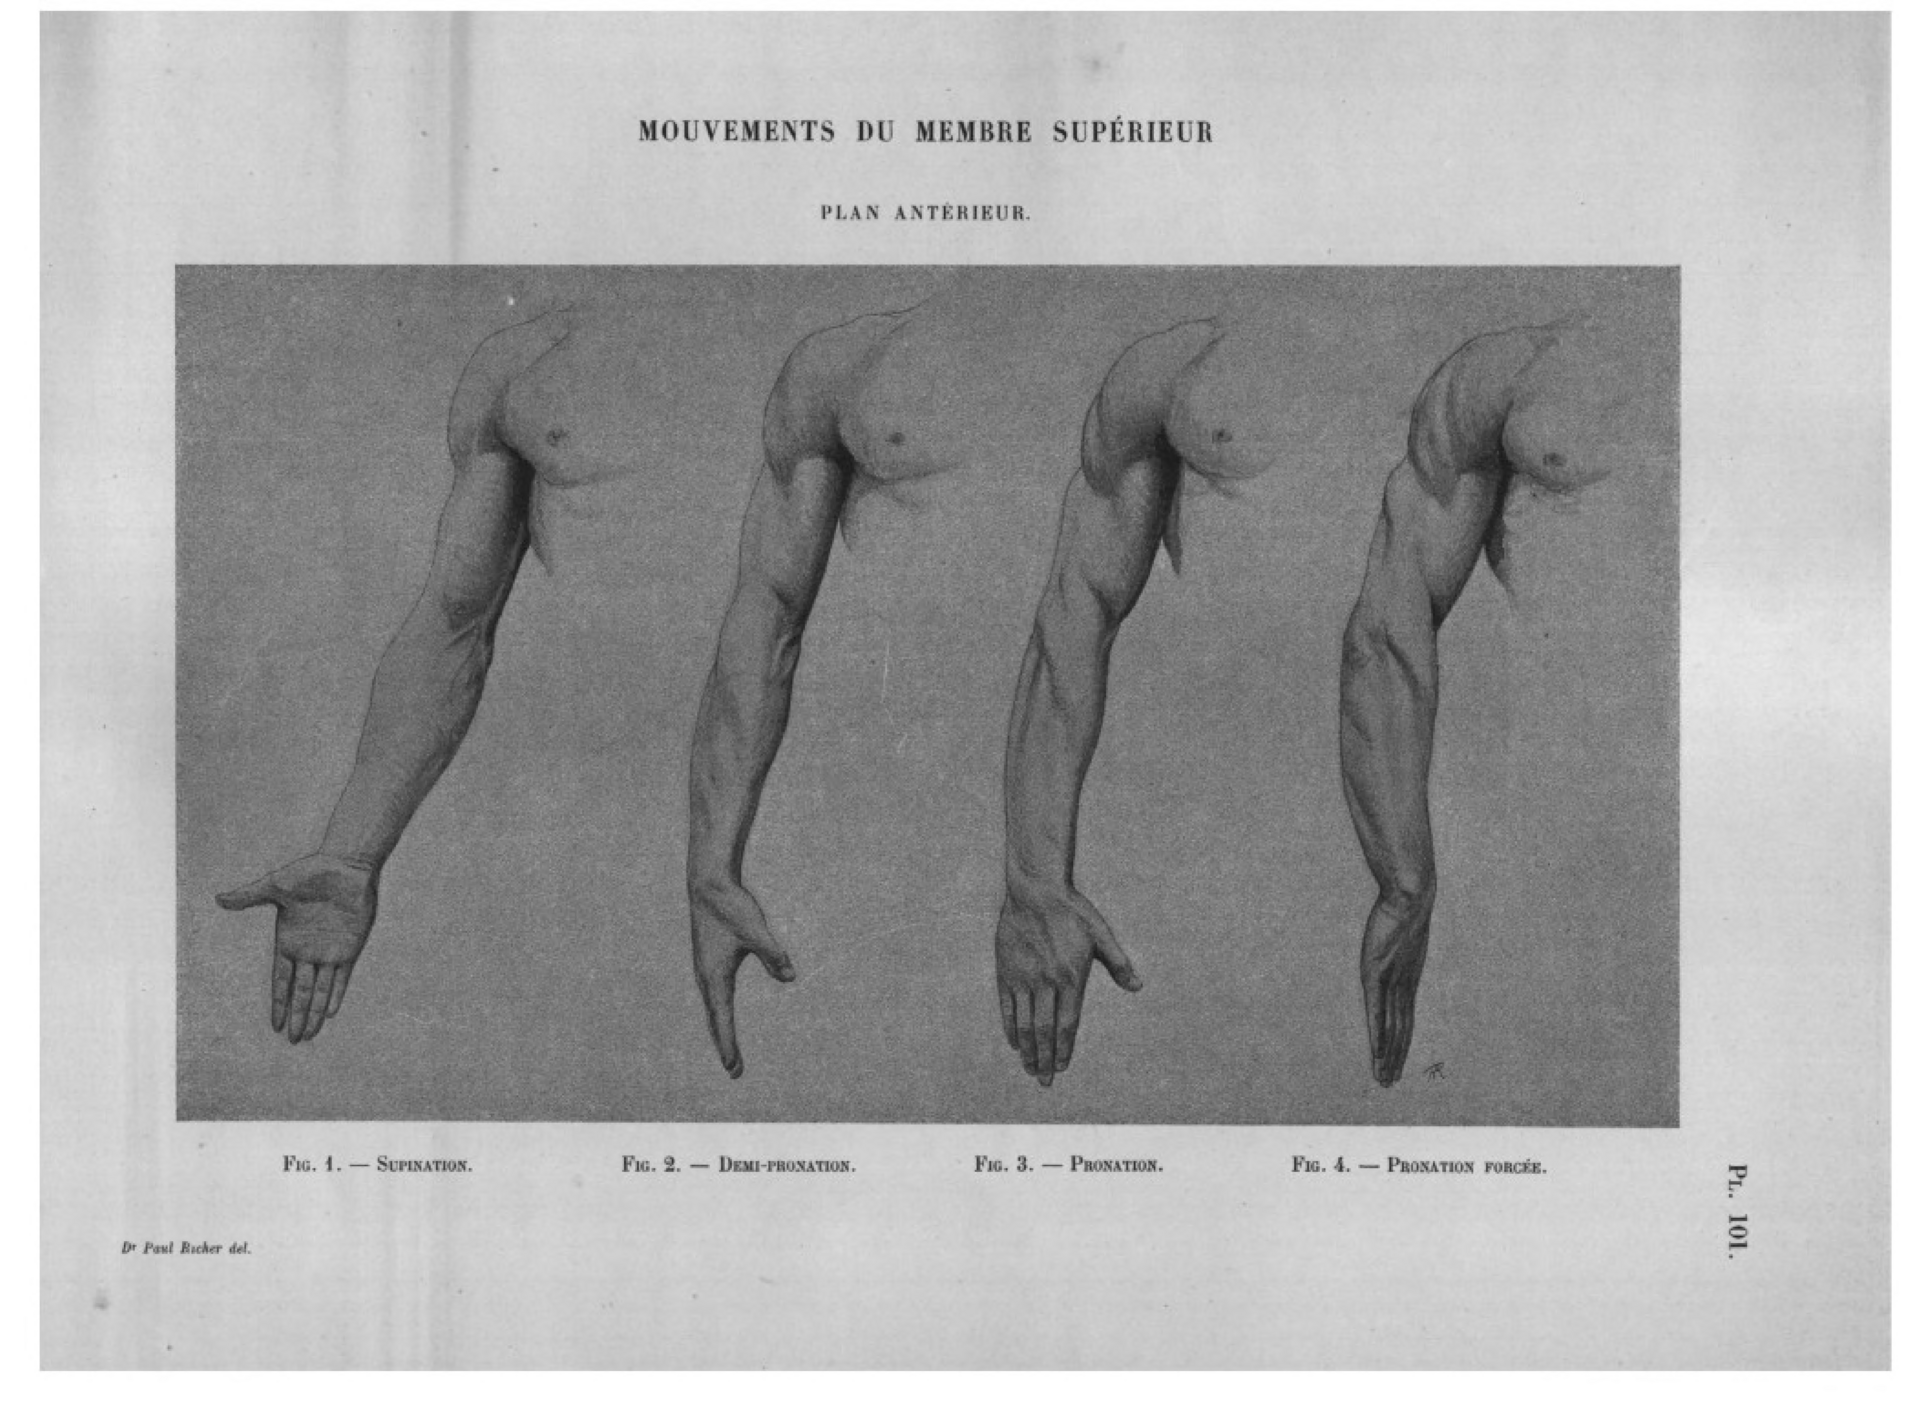 MOUVEMENTS DU MEMBRE SUPÉRIEUR
PLAN ANTÉRIEUR.
FIG. 1. — SUPINATION.
FIG. 2. — DEMI-PRONATION.
FIG. 3. — PRONATION.
FIG. 4. — PRONATION FORCÉE.
Dr Paul Richer del.
PL. 101.